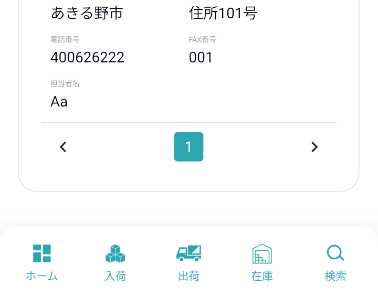 あきる野市 住所101号
電話番号 FAX番号
400626222 001
担当者名
Aa
1
ホーム 入荷 出荷 在庫 検索